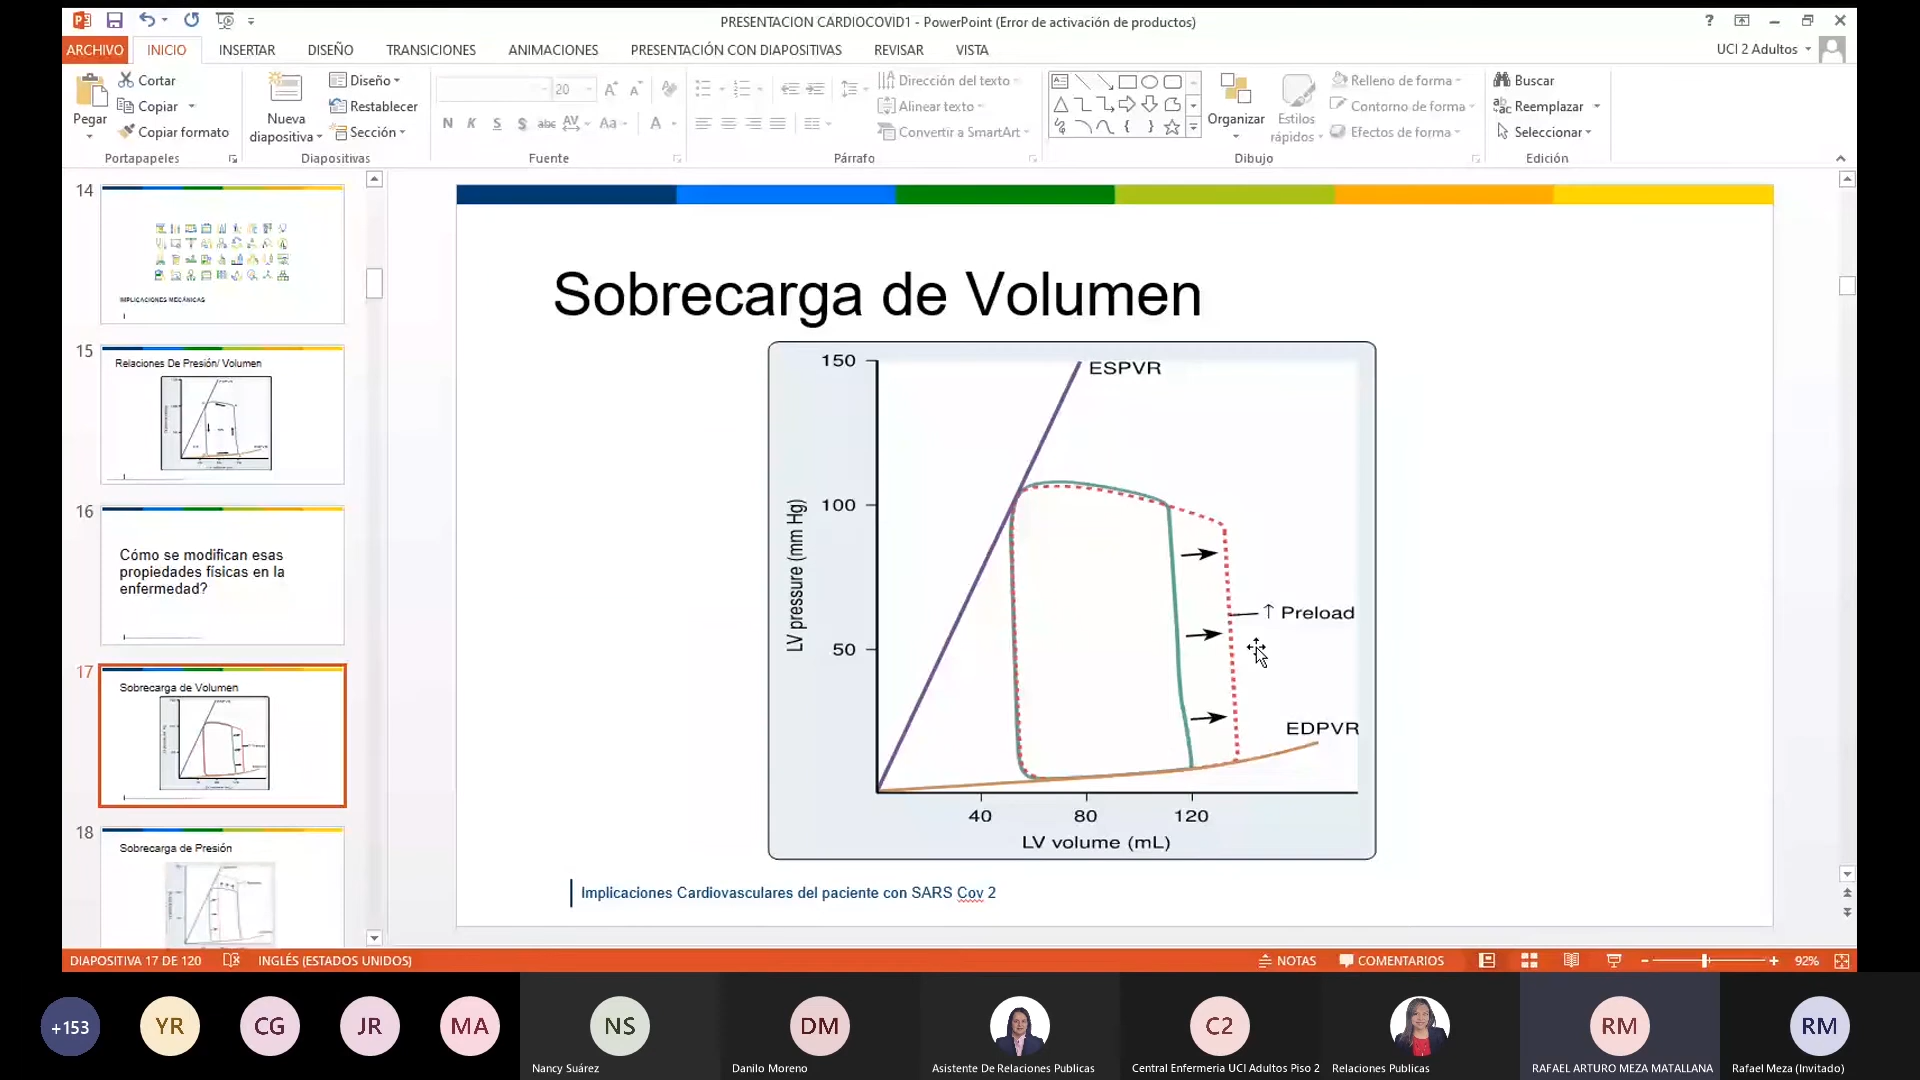 PRESENTACION CARDIOCOVID1 - PowerPoint (Error de activación de productos)
?
ARCHIVO INICIO INSERTAR DISEÑO TRANSICIONES ANIMACIONES PRESENTACIÓN CON DIAPOSITIVAS REVISAR VISTA UCI 2 Adultos
Pegar
Cortar
Copiar
Copiar formato
Portapapeles
Nueva
diapositiva
Diseño
Restablecer
Sección
Diapositivas
20
N K S S abc AV Aa A
Fuente
Dirección del texto
Alinear texto
Convertir a SmartArt
Párrafo
Organizar
Estilos
rápidos
Relleno de forma
Contorno de forma
Efectos de forma
Dibujo
Buscar
Reemplazar
Seleccionar
Edición
14
IMPLICACIONES MECÁNICAS
15
Relaciones De Presión/ Volumen
16
Cómo se modifican esas
propiedades físicas en la
enfermedad?
17
Sobrecarga de Volumen
18
Sobrecarga de Presión
Sobrecarga de Volumen
150
ESPVR
100
LV pressure (mm Hg)
↑ Preload
50
EDPVR
40 80 120
LV volume (mL)
Implicaciones Cardiovasculares del paciente con SARS Cov 2
DIAPOSITIVA 17 DE 120 INGLÉS (ESTADOS UNIDOS) NOTAS COMENTARIOS 92%
+153 YR CG JR MA NS DM C2 RM RM
Nancy Suárez Danilo Moreno Asistente De Relaciones Publicas Central Enfermeria UCI Adultos Piso 2 Relaciones Publicas RAFAEL ARTURO MEZA MATALLANA Rafael Meza (Invitado)